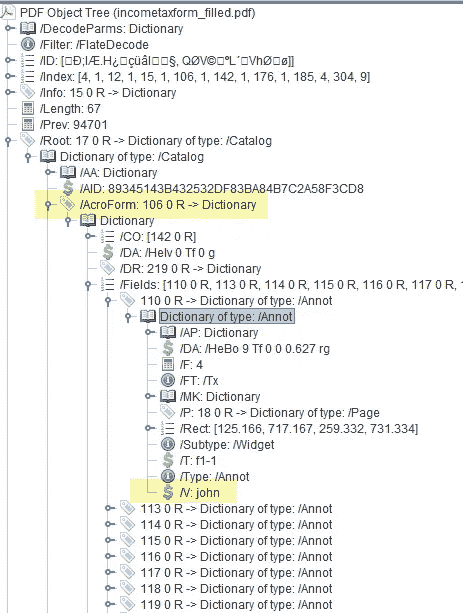 PDF Object Tree (incometaxform_filled.pdf)
/DecodeParms: Dictionary
/Filter: /FlateDecode
/Index: [4, 1, 12, 1, 15, 1, 106, 1, 142, 1, 176, 1, 185, 4, 304, 9]
/Info: 15 0 R -> Dictionary
/Length: 67
/Prev: 94701
/Root: 17 0 R -> Dictionary of type: /Catalog
Dictionary of type: /Catalog
/AA: Dictionary
/AID: 89345143B432532DF83BA84B7C2A58F3CD8
/AcroForm: 106 0 R -> Dictionary
Dictionary
/CO: [142 0 R]
/DA: /Helv 0 Tf 0 g
/DR: 219 0 R -> Dictionary
/Fields: [110 0 R, 113 0 R, 114 0 R, 115 0 R, 116 0 R, 117 0 R, 1
110 0 R -> Dictionary of type: /Annot
Dictionary of type: /Annot
/AP: Dictionary
/DA: /HeBo 9 Tf 0 0 0.627 rg
/F: 4
/FT: /Tx
/MK: Dictionary
/P: 18 0 R -> Dictionary of type: /Page
/Rect: [125.166, 717.167, 259.332, 731.334]
/Subtype: /Widget
/T: f1-1
/Type: /Annot
/V: john
113 0 R -> Dictionary of type: /Annot
114 0 R -> Dictionary of type: /Annot
115 0 R -> Dictionary of type: /Annot
116 0 R -> Dictionary of type: /Annot
117 0 R -> Dictionary of type: /Annot
118 0 R -> Dictionary of type: /Annot
119 0 R -> Dictionary of type: /Annot